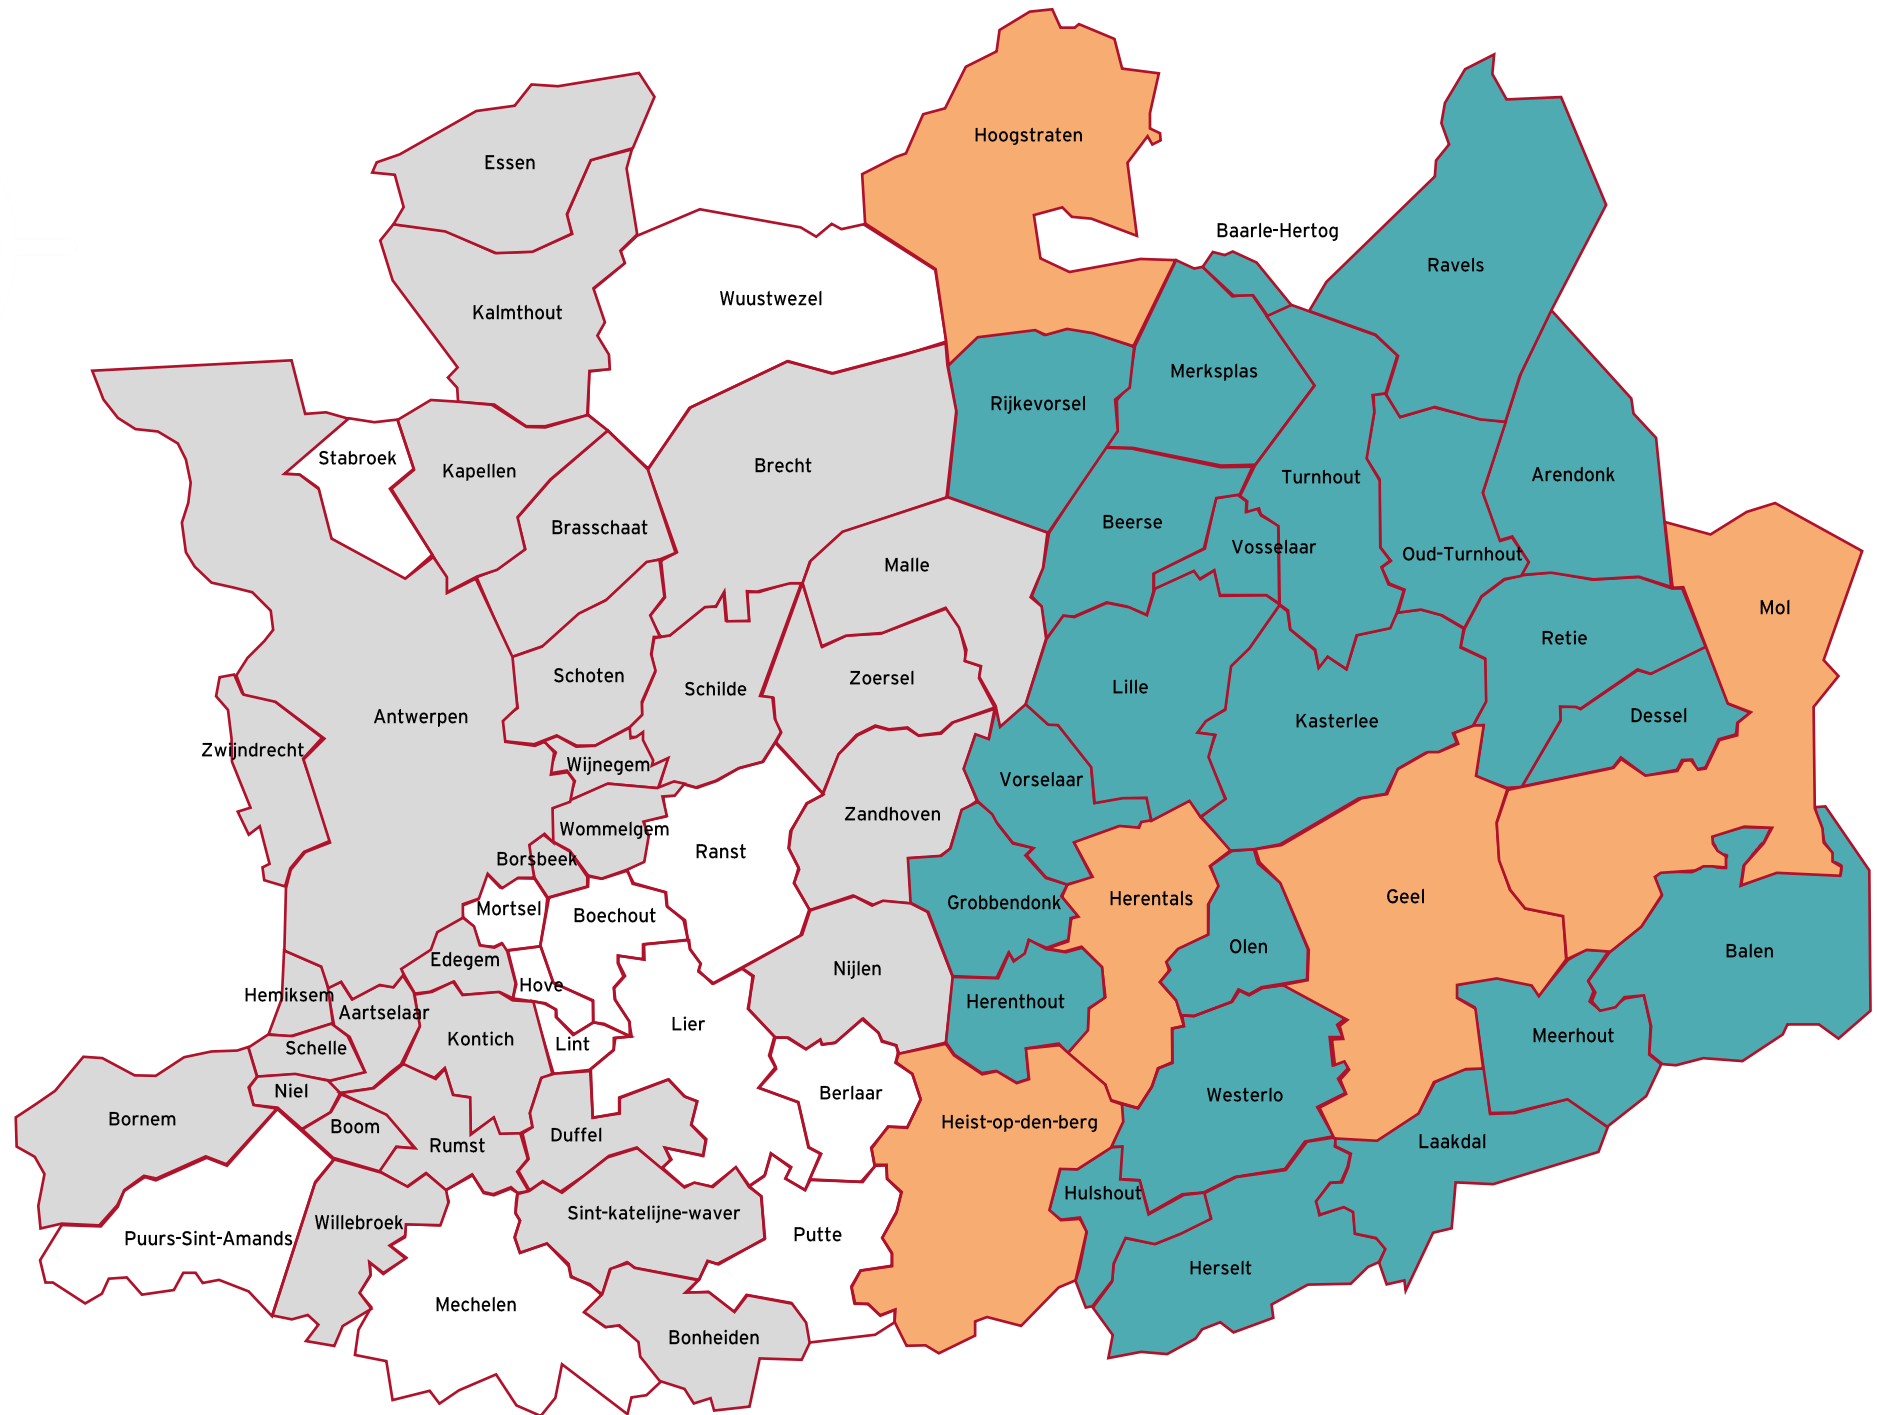 Hoogstraten
Essen
Baarle-Hertog
Ravels
Wuustwezel
Kalmthout
Merksplas
Rijkevorsel
Stabroek
Brecht
Kapellen
Arendonk
Turnhout
Beerse
Brasschaat
Vosselaar
Oud-Turnhout
Malle
Mol
Retie
Schoten
Zoersel
Lille
Schilde
Antwerpen
Dessel
Kasterlee
Zwijndrecht
Wijnegem
Vorselaar
Zandhoven
Wommelgem
Ranst
Borsbeek
Geel
Herentals
Grobbendonk
Mortsel
Boechout
Olen
Balen
Edegem
Nijlen
Hove
Hemiksem
Herenthout
Aartselaar
Lier
Meerhout
Kontich
Lint
Schelle
Niel
Berlaar
Westerlo
Bornem
Heist-op-den-berg
Boom
Duffel
Rumst
Laakdal
Hulshout
Sint-katelijne-waver
Willebroek
Putte
Puurs-Sint-Amands
Herselt
Mechelen
Bonheiden